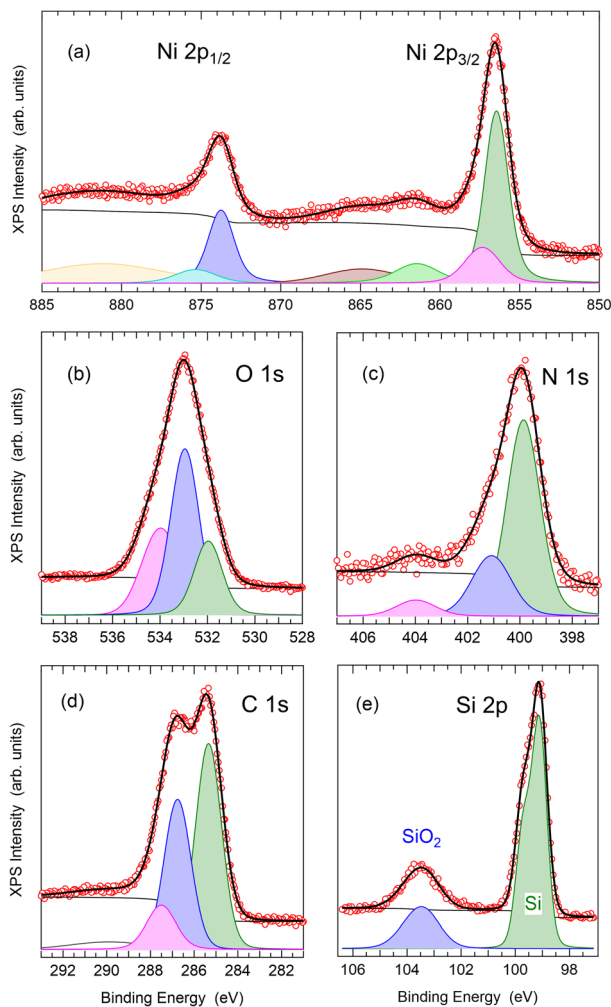 (a)
Ni 2p1/2
Ni 2p3/2
XPS Intensity (arb. units)
885 880 875 870 865 860 855 850
(b)
O 1s
XPS Intensity (arb. units)
538 536 534 532 530 528
(c)
N 1s
406 404 402 400 398
(d)
C 1s
XPS Intensity (arb. units)
292 290 288 286 284 282
Binding Energy (eV)
(e)
Si 2p
SiO2
Si
106 104 102 100 98
Binding Energy (eV)